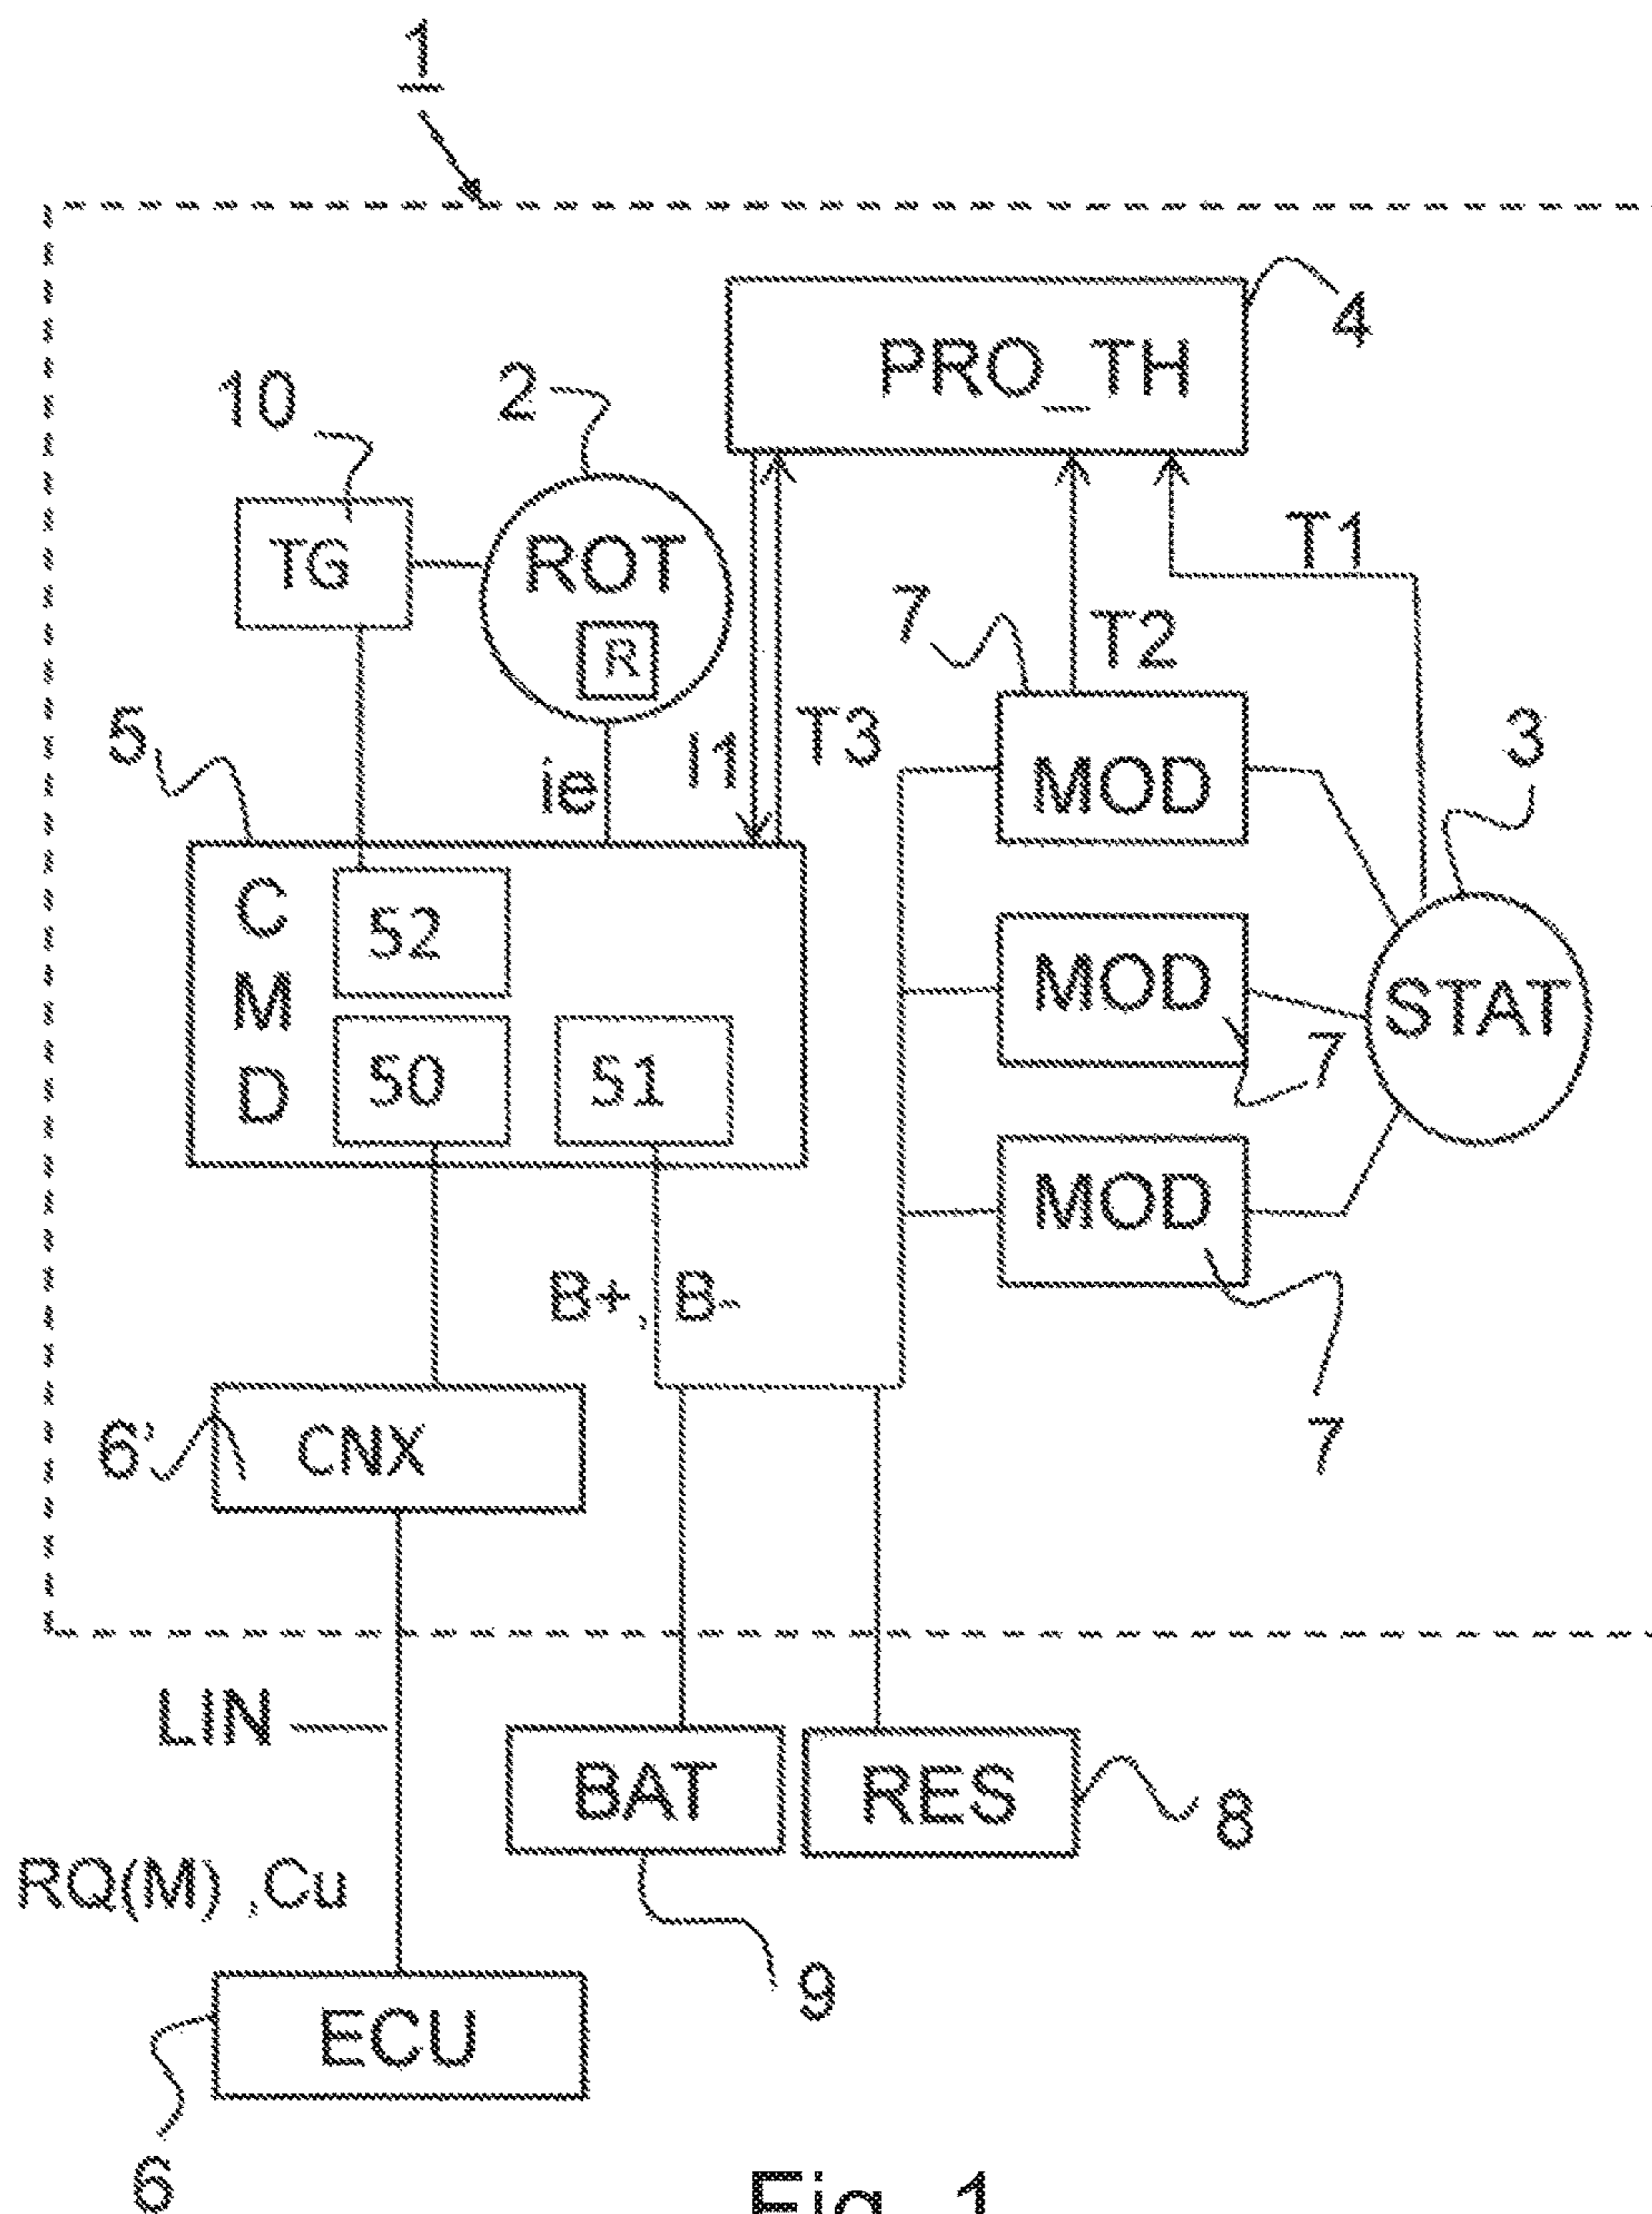 1
4
PRO_TH
10
2
TG
ROT
R
T1
7
T2
5
ie
I1
T3
3
MOD
C
M
D
52
MOD
STAT
50
51
7
MOD
B+, B-
6'
CNX
7
LIN
BAT
RES
8
RQ(M) ,Cu
9
ECU
6
Fig. 1